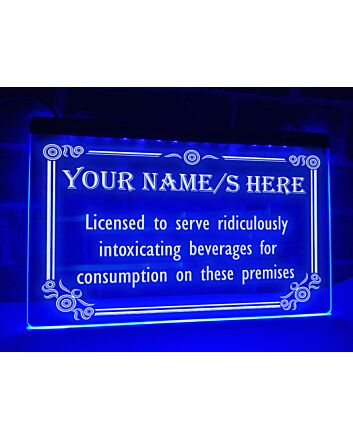 YOUR NAME/S HERE
Licensed to serve ridiculously
intoxicating beverages for
consumption on these premises